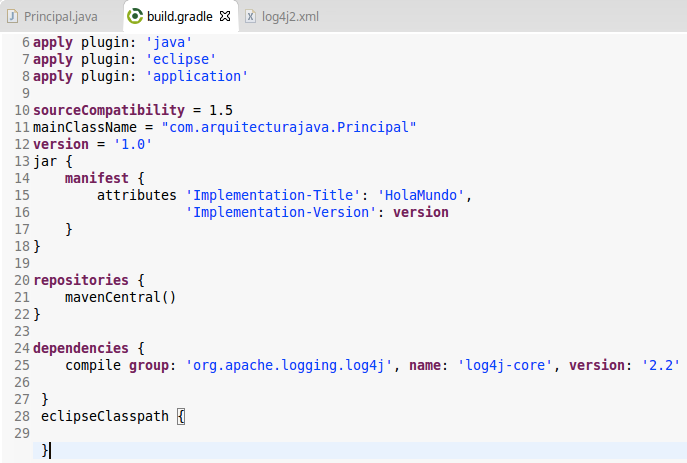 Principal.java build.gradle log4j2.xml
6 apply plugin: 'java'
7 apply plugin: 'eclipse'
8 apply plugin: 'application'
9
10 sourceCompatibility = 1.5
11 mainClassName = "com.arquitecturajava.Principal"
12 version = '1.0'
13 jar {
14     manifest {
15         attributes 'Implementation-Title': 'HolaMundo',
16                    'Implementation-Version': version
17     }
18 }
19
20 repositories {
21     mavenCentral()
22 }
23
24 dependencies {
25     compile group: 'org.apache.logging.log4j', name: 'log4j-core', version: '2.2'
26
27  }
28  eclipseClasspath {
29
 }